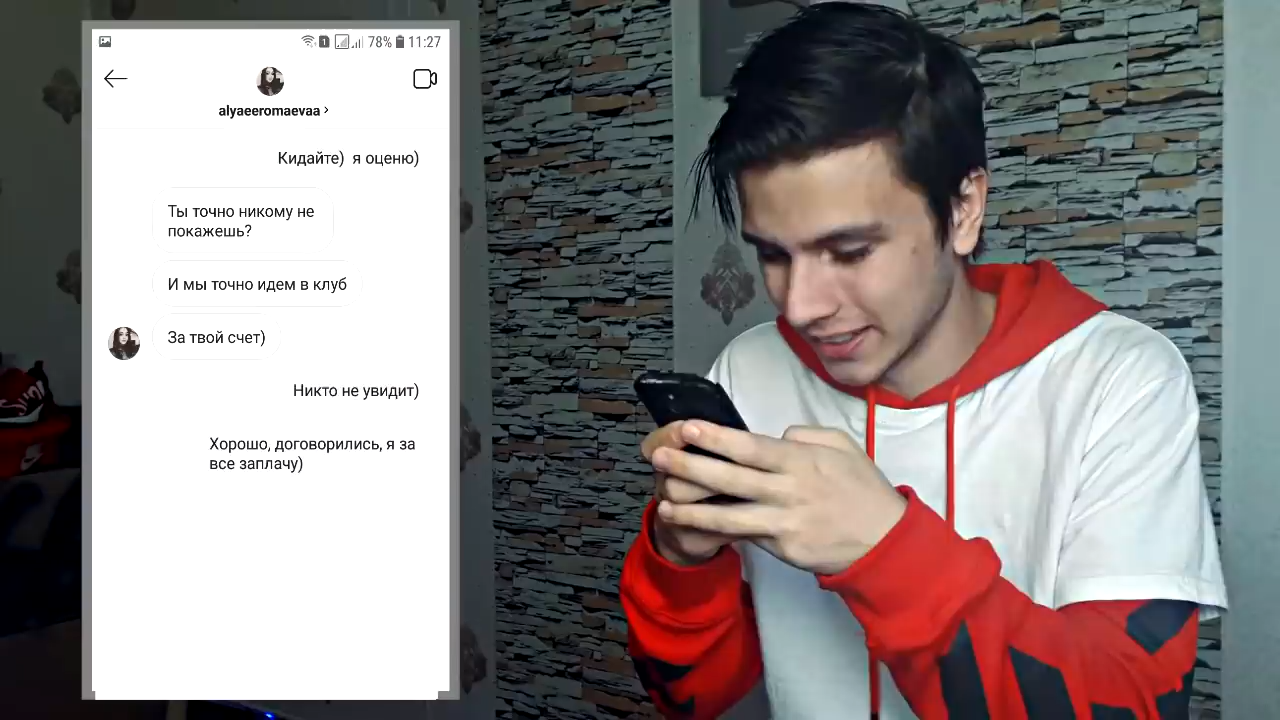 78% 11:27
alyaeeromaevaa
Кидайте) я оценю)
Ты точно никому не
покажешь?
И мы точно идем в клуб
За твой счет)
Никто не увидит)
Хорошо, договорились, я за
все заплачу)